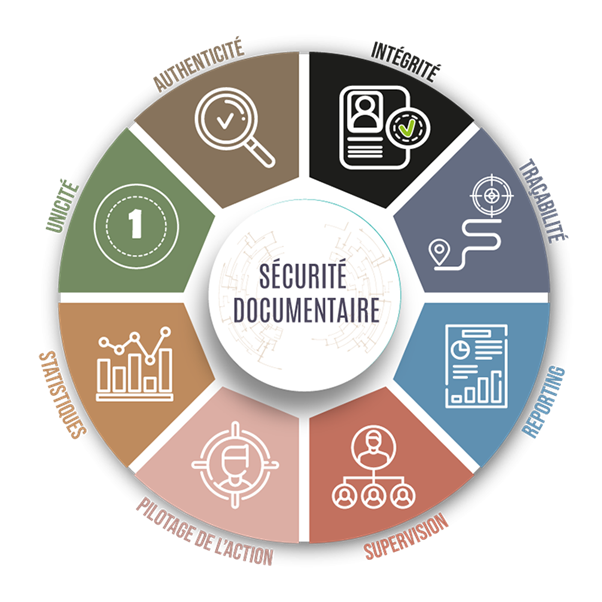 AUTHENTICITÉ
INTÉGRITÉ
TRAÇABILITÉ
REPORTING
SUPERVISION
PILOTAGE DE L'ACTION
STATISTIQUES
UNICITÉ
1
SÉCURITÉ
DOCUMENTAIRE